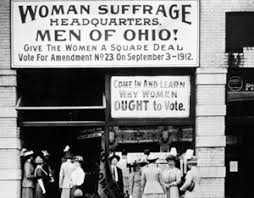 WOMAN SUFFRAGE
HEADQUARTERS.
MEN OF OHIO!
GIVE THE WOMEN A SQUARE DEAL
VOTE FOR AMENDMENT NO 23 ON SEPTEMBER 3-1912.
COME IN AND LEARN
WHY WOMEN
OUGHT TO VOTE.